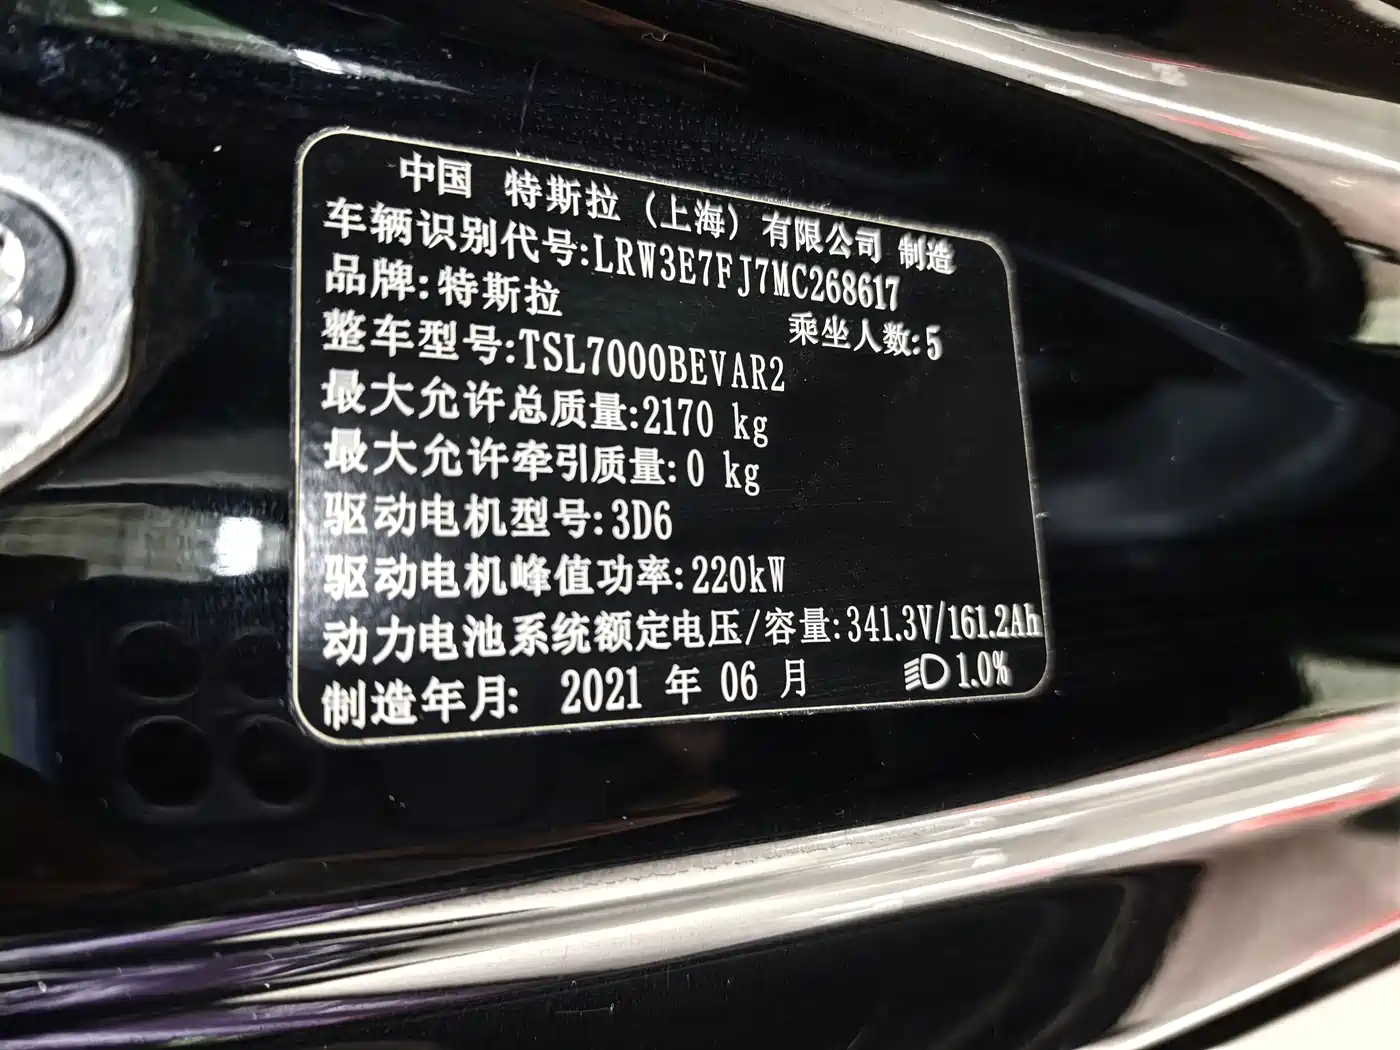 中国 特斯拉（上海）有限公司 制造
车辆识别代号:LRW3E7FJ7MC268617
品牌:特斯拉 乘坐人数:5
整车型号:TSL7000BEVAR2
最大允许总质量:2170 kg
最大允许牵引质量:0 kg
驱动电机型号:3D6
驱动电机峰值功率:220kW
动力电池系统额定电压/容量:341.3V/161.2Ah
制造年月: 2021 年 06 月 1.0%